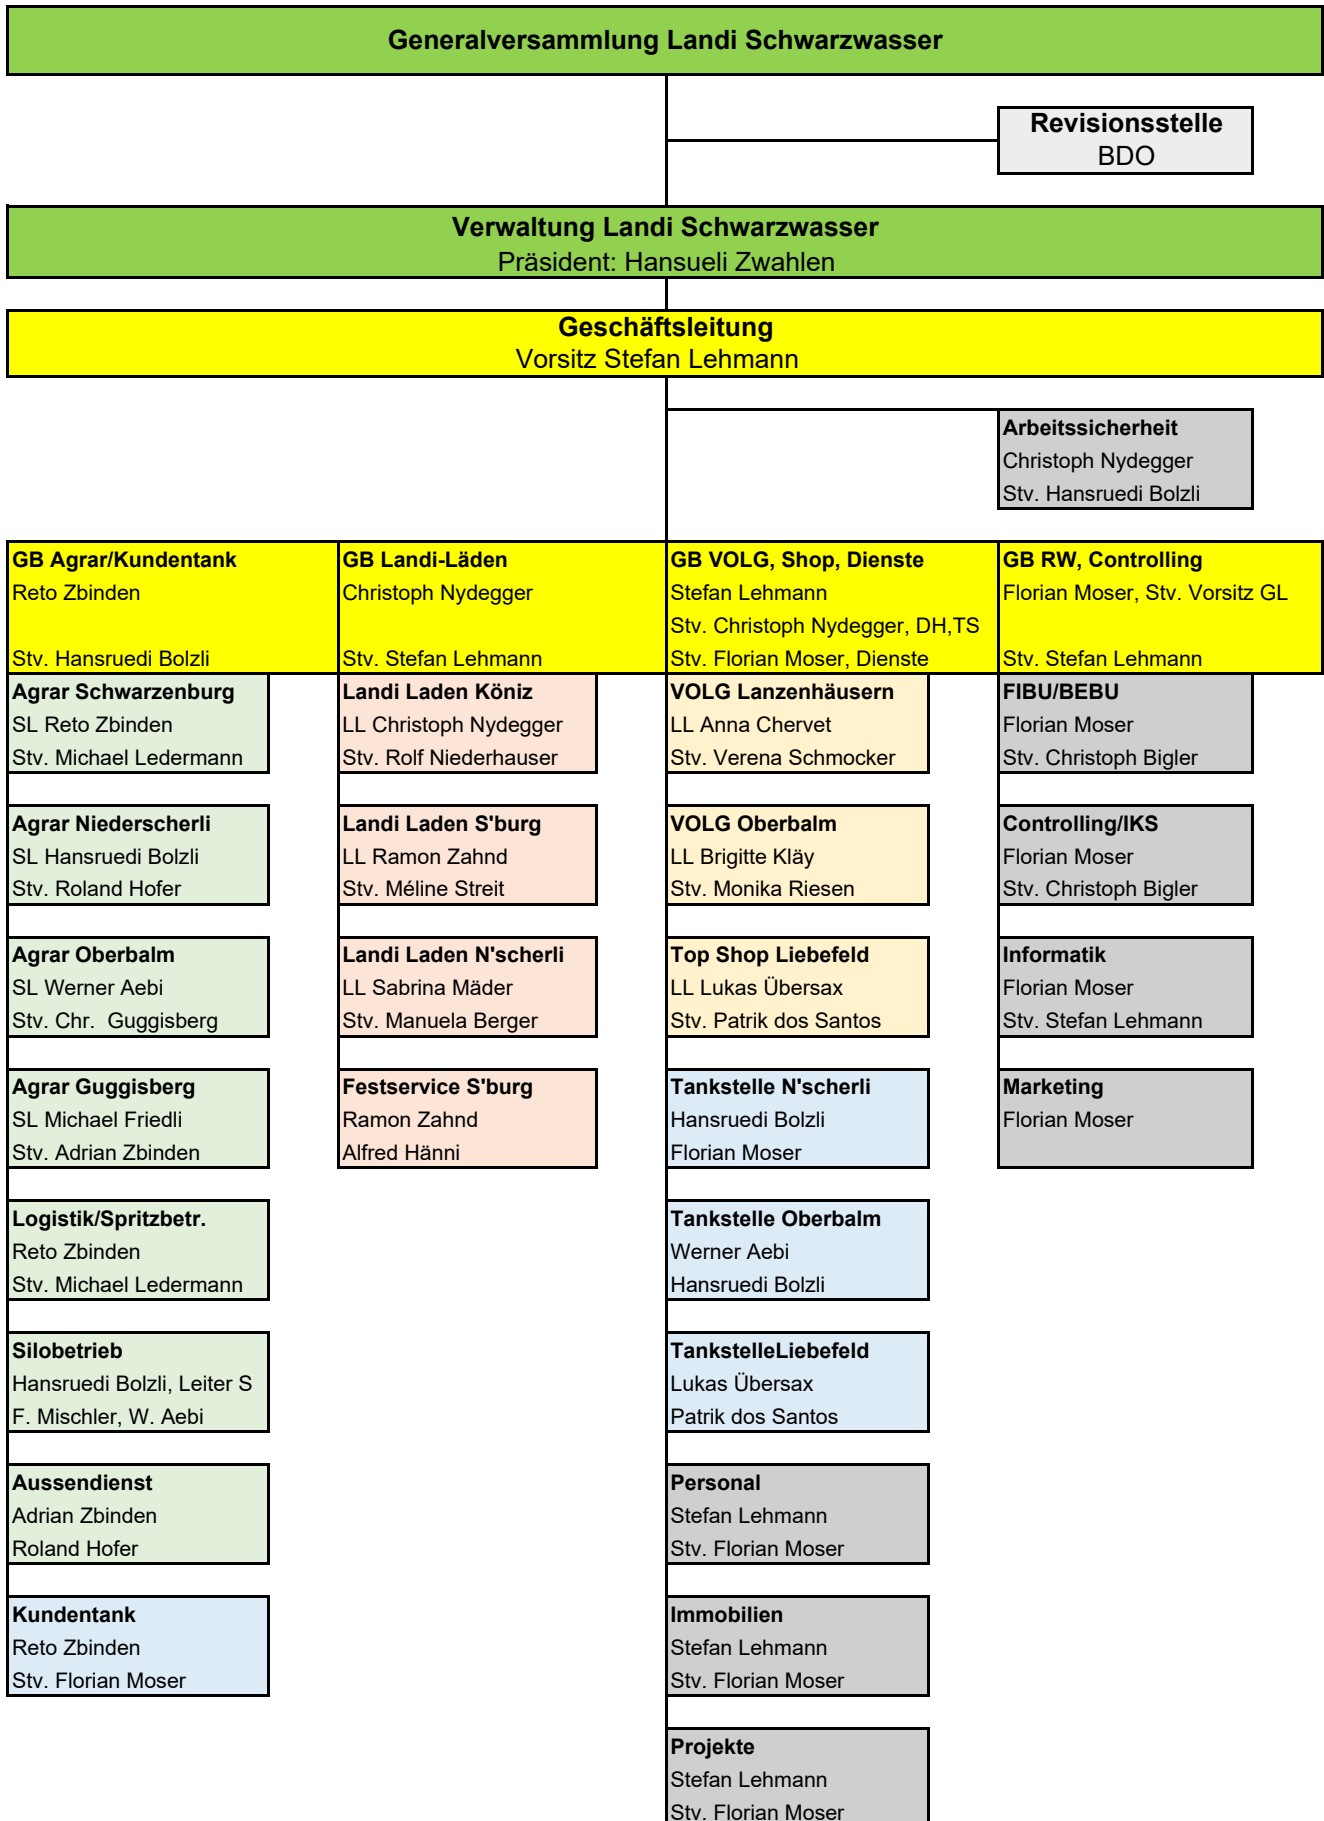 Generalversammlung Landi Schwarzwasser
Revisionsstelle
BDO
Verwaltung Landi Schwarzwasser
Präsident: Hansueli Zwahlen
Geschäftsleitung
Vorsitz Stefan Lehmann
Arbeitssicherheit
Christoph Nydegger
Stv. Hansruedi Bolzli
GB Agrar/Kundentank
Reto Zbinden
Stv. Hansruedi Bolzli
GB Landi-Läden
Christoph Nydegger
Stv. Stefan Lehmann
GB VOLG, Shop, Dienste
Stefan Lehmann
Stv. Christoph Nydegger, DH,TS
Stv. Florian Moser, Dienste
GB RW, Controlling
Florian Moser, Stv. Vorsitz GL
Stv. Stefan Lehmann
Agrar Schwarzenburg
SL Reto Zbinden
Stv. Michael Ledermann
Agrar Niederscherli
SL Hansruedi Bolzli
Stv. Roland Hofer
Agrar Oberbalm
SL Werner Aebi
Stv. Chr.  Guggisberg
Agrar Guggisberg
SL Michael Friedli
Stv. Adrian Zbinden
Logistik/Spritzbetr.
Reto Zbinden
Stv. Michael Ledermann
Silobetrieb
Hansruedi Bolzli, Leiter S
F. Mischler, W. Aebi
Aussendienst
Adrian Zbinden
Roland Hofer
Kundentank
Reto Zbinden
Stv. Florian Moser
Landi Laden Köniz
LL Christoph Nydegger
Stv. Rolf Niederhauser
Landi Laden S'burg
LL Ramon Zahnd
Stv. Méline Streit
Landi Laden N'scherli
LL Sabrina Mäder
Stv. Manuela Berger
Festservice S'burg
Ramon Zahnd
Alfred Hänni
VOLG Lanzenhäusern
LL Anna Chervet
Stv. Verena Schmocker
VOLG Oberbalm
LL Brigitte Kläy
Stv. Monika Riesen
Top Shop Liebefeld
LL Lukas Übersax
Stv. Patrik dos Santos
Tankstelle N'scherli
Hansruedi Bolzli
Florian Moser
Tankstelle Oberbalm
Werner Aebi
Hansruedi Bolzli
TankstelleLiebefeld
Lukas Übersax
Patrik dos Santos
Personal
Stefan Lehmann
Stv. Florian Moser
Immobilien
Stefan Lehmann
Stv. Florian Moser
Projekte
Stefan Lehmann
Stv. Florian Moser
FIBU/BEBU
Florian Moser
Stv. Christoph Bigler
Controlling/IKS
Florian Moser
Stv. Christoph Bigler
Informatik
Florian Moser
Stv. Stefan Lehmann
Marketing
Florian Moser